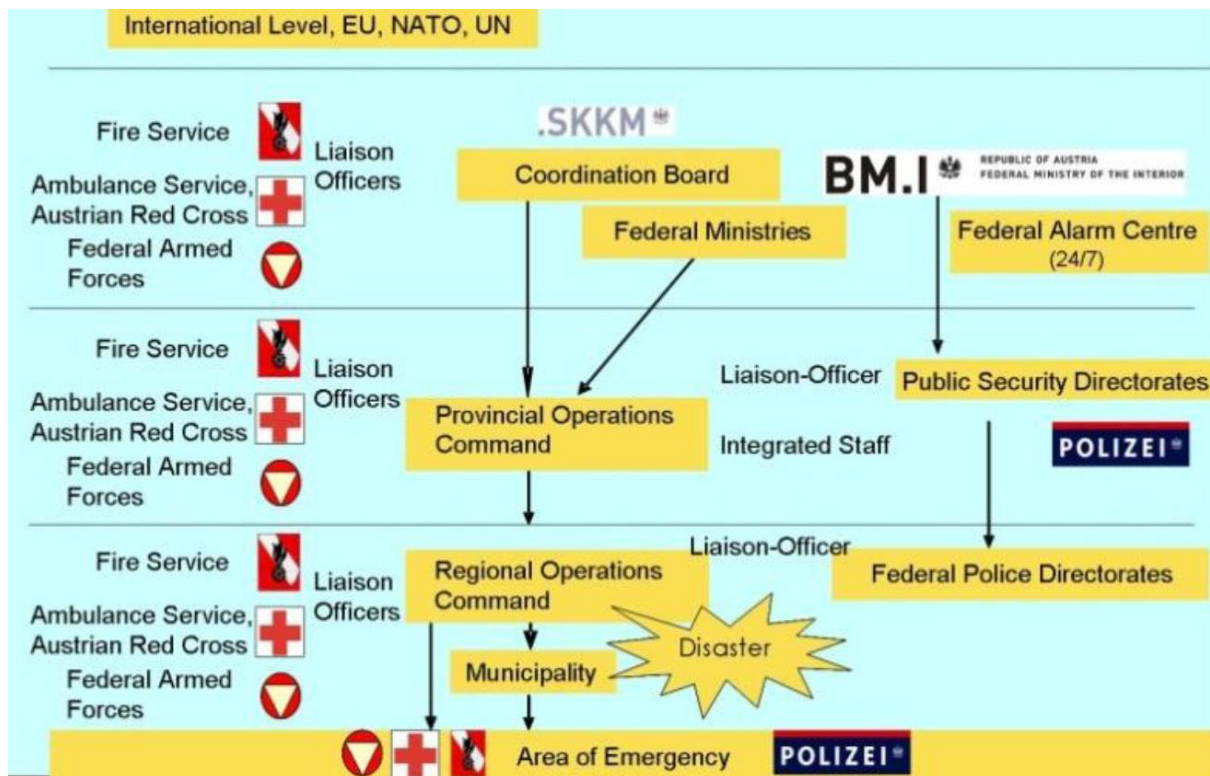 International Level, EU, NATO, UN
.SKKM
Fire Service
Liaison
Officers
Ambulance Service,
Austrian Red Cross
Federal Armed
Forces
Coordination Board
Federal Ministries
BM.I
REPUBLIC OF AUSTRIA
FEDERAL MINISTRY OF THE INTERIOR
Federal Alarm Centre
(24/7)
Fire Service
Liaison
Officers
Ambulance Service,
Austrian Red Cross
Federal Armed
Forces
Provincial Operations
Command
Liaison-Officer
Integrated Staff
Public Security Directorates
POLIZEI
Fire Service
Liaison
Officers
Ambulance Service,
Austrian Red Cross
Federal Armed
Forces
Regional Operations
Command
Liaison-Officer
Federal Police Directorates
Disaster
Municipality
Area of Emergency
POLIZEI